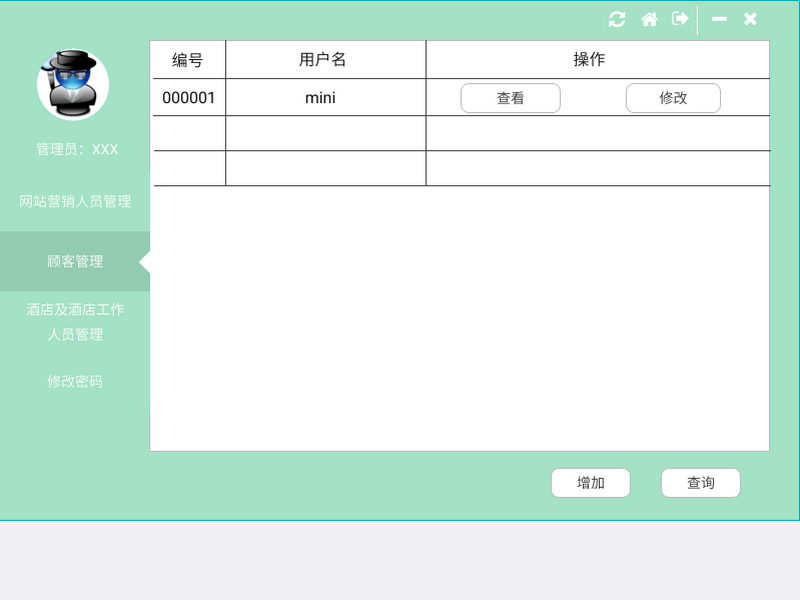 编号 用户名 操作
000001 mini 查看 修改
管理员：XXX
网站营销人员管理
顾客管理
酒店及酒店工作
人员管理
修改密码
增加 查询